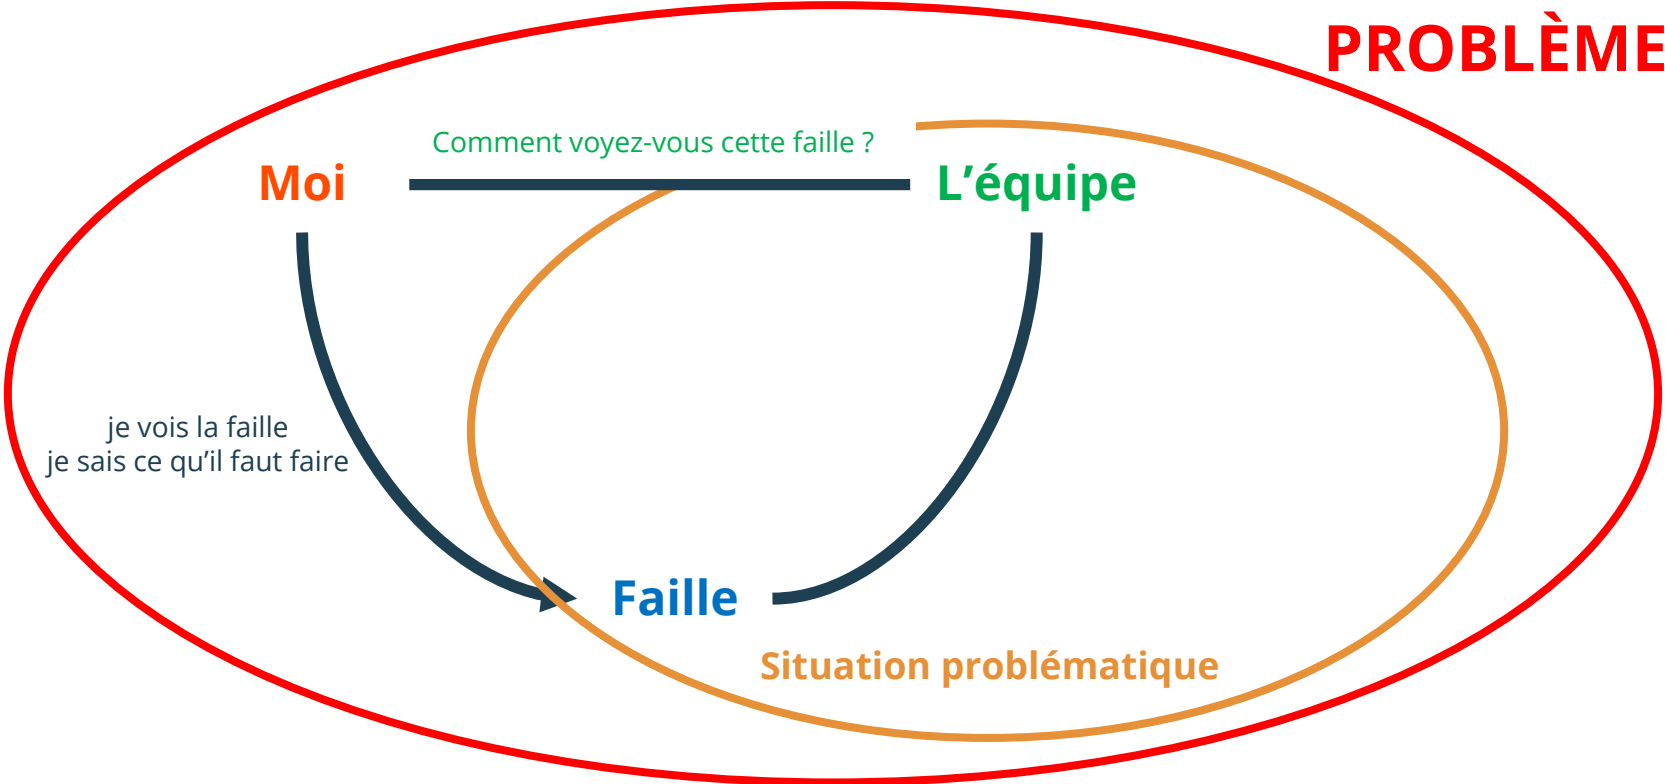 PROBLÈME
Comment voyez-vous cette faille ?
Moi
L’équipe
je vois la faille
je sais ce qu’il faut faire
Faille
Situation problématique